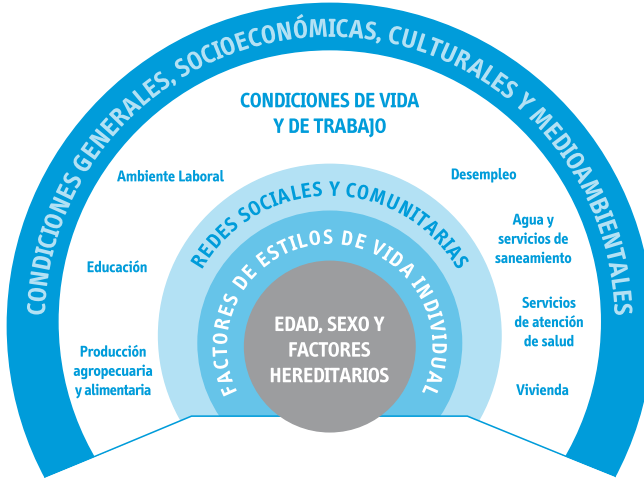 CONDICIONES GENERALES, SOCIOECONÓMICAS, CULTURALES Y MEDIOAMBIENTALES
CONDICIONES DE VIDA
Y DE TRABAJO
Ambiente Laboral
Educación
Producción
agropecuaria
y alimentaria
Desempleo
Agua y
servicios de
saneamiento
Servicios
de atención
de salud
Vivienda
REDES SOCIALES Y COMUNITARIAS
FACTORES DE ESTILOS DE VIDA INDIVIDUAL
EDAD, SEXO Y
FACTORES
HEREDITARIOS